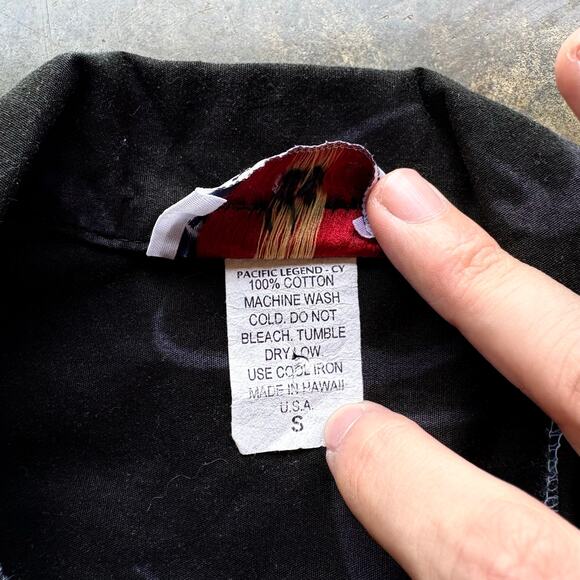 PACIFIC LEGEND - CY
100% COTTON
MACHINE WASH
COLD. DO NOT
BLEACH. TUMBLE
DRY LOW.
USE COOL IRON
MADE IN HAWAII
U.S.A.
S